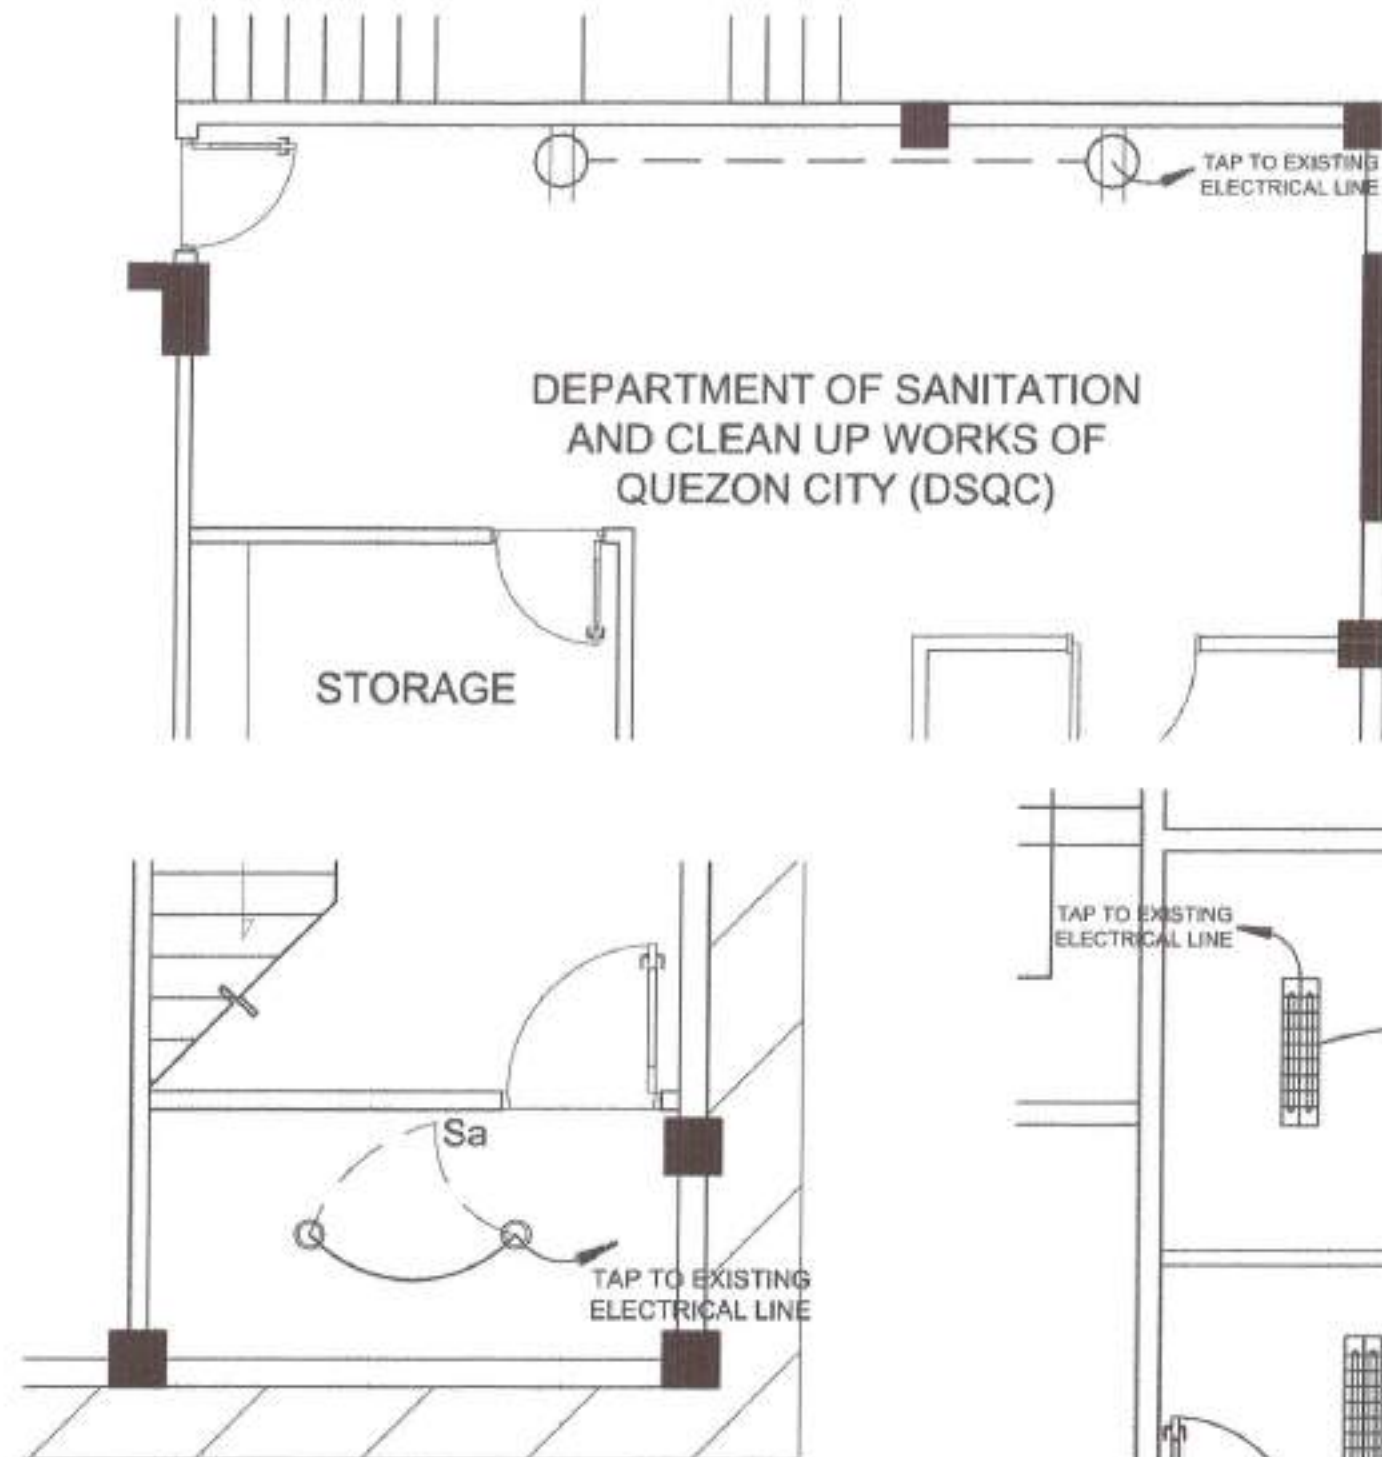 TAP TO EXISTING
ELECTRICAL LINE
DEPARTMENT OF SANITATION
AND CLEAN UP WORKS OF
QUEZON CITY (DSQC)
STORAGE
TAP TO EXISTING
ELECTRICAL LINE
Sa
TAP TO EXISTING
ELECTRICAL LINE